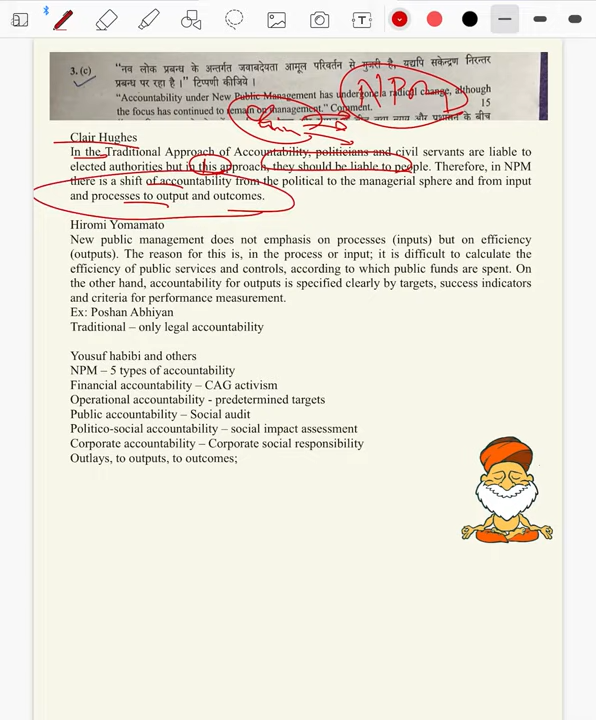 3. (c) "नव लोक प्रबन्ध के अन्तर्गत जवाबदेयता आमूल परिवर्तन से गुजरी है, यद्यपि सकेन्द्रण निरन्तर
प्रबन्ध पर रहा है।" टिप्पणी कीजिये।
"Accountability under New Public Management has undergone a radical change, although
the focus has continued to remain on management." Comment. 15
के बीच
NPM
Clair Hughes
In the Traditional Approach of Accountability, politicians and civil servants are liable to
elected authorities but in this approach, they should be liable to people. Therefore, in NPM
there is a shift of accountability from the political to the managerial sphere and from input
and processes to output and outcomes.
Hiromi Yomamato
New public management does not emphasis on processes (inputs) but on efficiency
(outputs). The reason for this is, in the process or input; it is difficult to calculate the
efficiency of public services and controls, according to which public funds are spent. On
the other hand, accountability for outputs is specified clearly by targets, success indicators
and criteria for performance measurement.
Ex: Poshan Abhiyan
Traditional – only legal accountability
Yousuf habibi and others
NPM – 5 types of accountability
Financial accountability – CAG activism
Operational accountability - predetermined targets
Public accountability – Social audit
Politico-social accountability – social impact assessment
Corporate accountability – Corporate social responsibility
Outlays, to outputs, to outcomes;